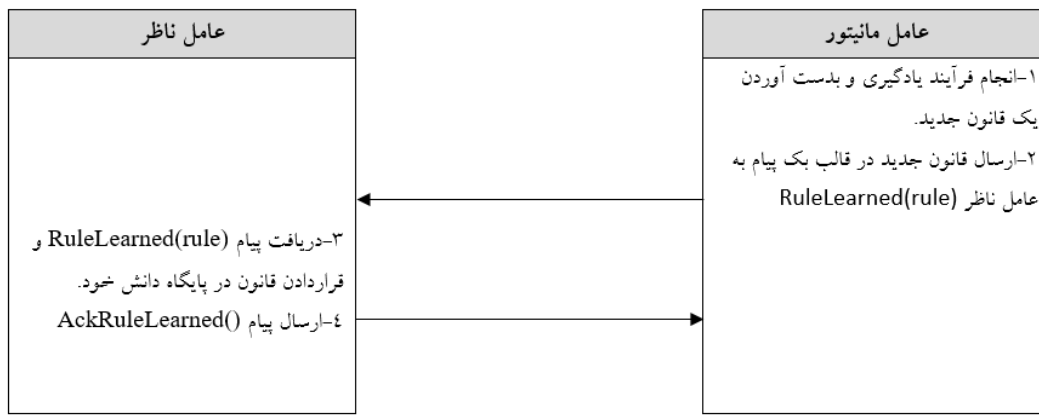 عامل مانیتور
۱-انجام فرآیند یادگیری و بدست آوردن
یک قانون جدید.
۲-ارسال قانون جدید در قالب بک پیام به
عامل ناظر RuleLearned(rule)
عامل ناظر
۳-دریافت پیام RuleLearned(rule) و
قراردادن قانون در پایگاه دانش خود.
٤-ارسال پیام AckRuleLearned()